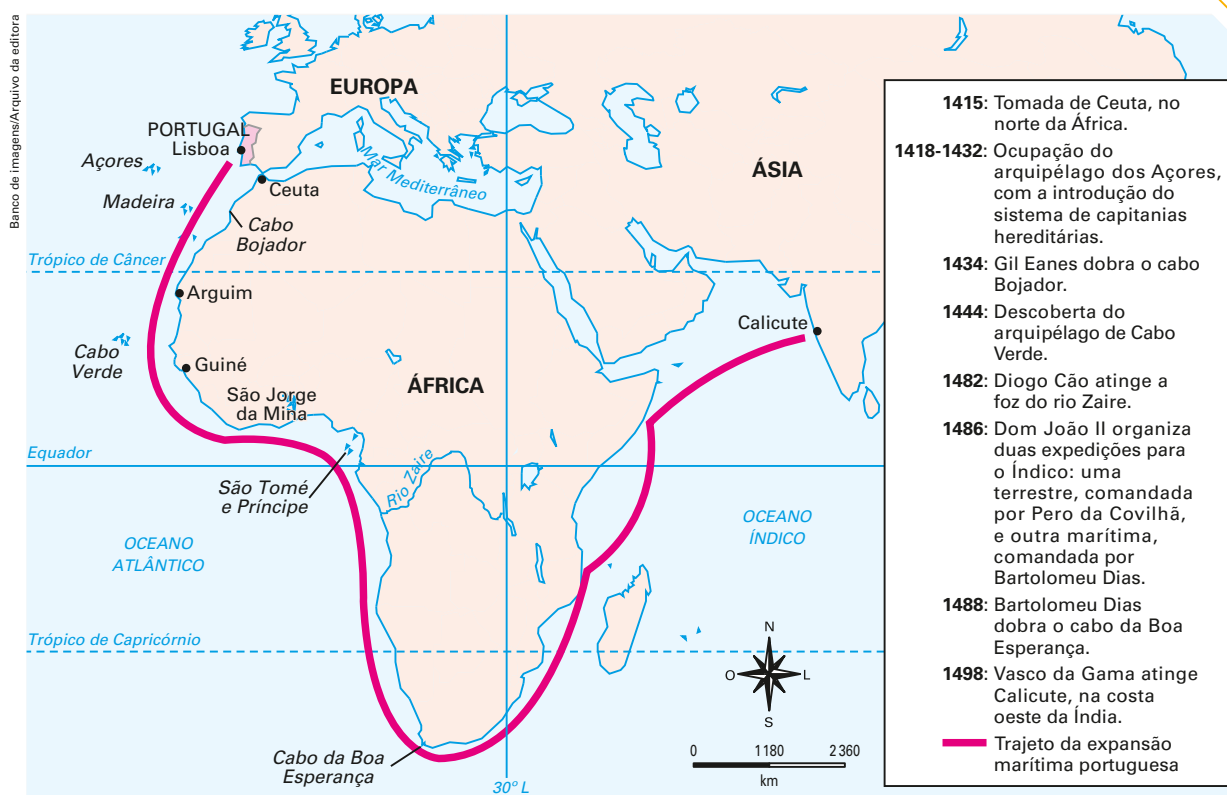 Banco de imagens/Arquivo da editora
EUROPA
PORTUGAL
Lisboa
Açores
Mar Mediterrâneo
ÁSIA
Ceuta
Madeira
Cabo
Bojador
Trópico de Câncer
Arguim
Calicute
Cabo
Verde
Guiné
ÁFRICA
São Jorge
da Mina
Equador
Rio Zaire
São Tomé
e Príncipe
OCEANO
ATLÂNTICO
OCEANO
ÍNDICO
Trópico de Capricórnio
N
O
L
S
Cabo da Boa
Esperança
0 1180 2360
km
30º L
1415: Tomada de Ceuta, no
norte da África.
1418-1432: Ocupação do
arquipélago dos Açores,
com a introdução do
sistema de capitanias
hereditárias.
1434: Gil Eanes dobra o cabo
Bojador.
1444: Descoberta do
arquipélago de Cabo
Verde.
1482: Diogo Cão atinge a
foz do rio Zaire.
1486: Dom João II organiza
duas expedições para
o Índico: uma
terrestre, comandada
por Pero da Covilhã,
e outra marítima,
comandada por
Bartolomeu Dias.
1488: Bartolomeu Dias
dobra o cabo da Boa
Esperança.
1498: Vasco da Gama atinge
Calicute, na costa
oeste da Índia.
Trajeto da expansão
marítima portuguesa